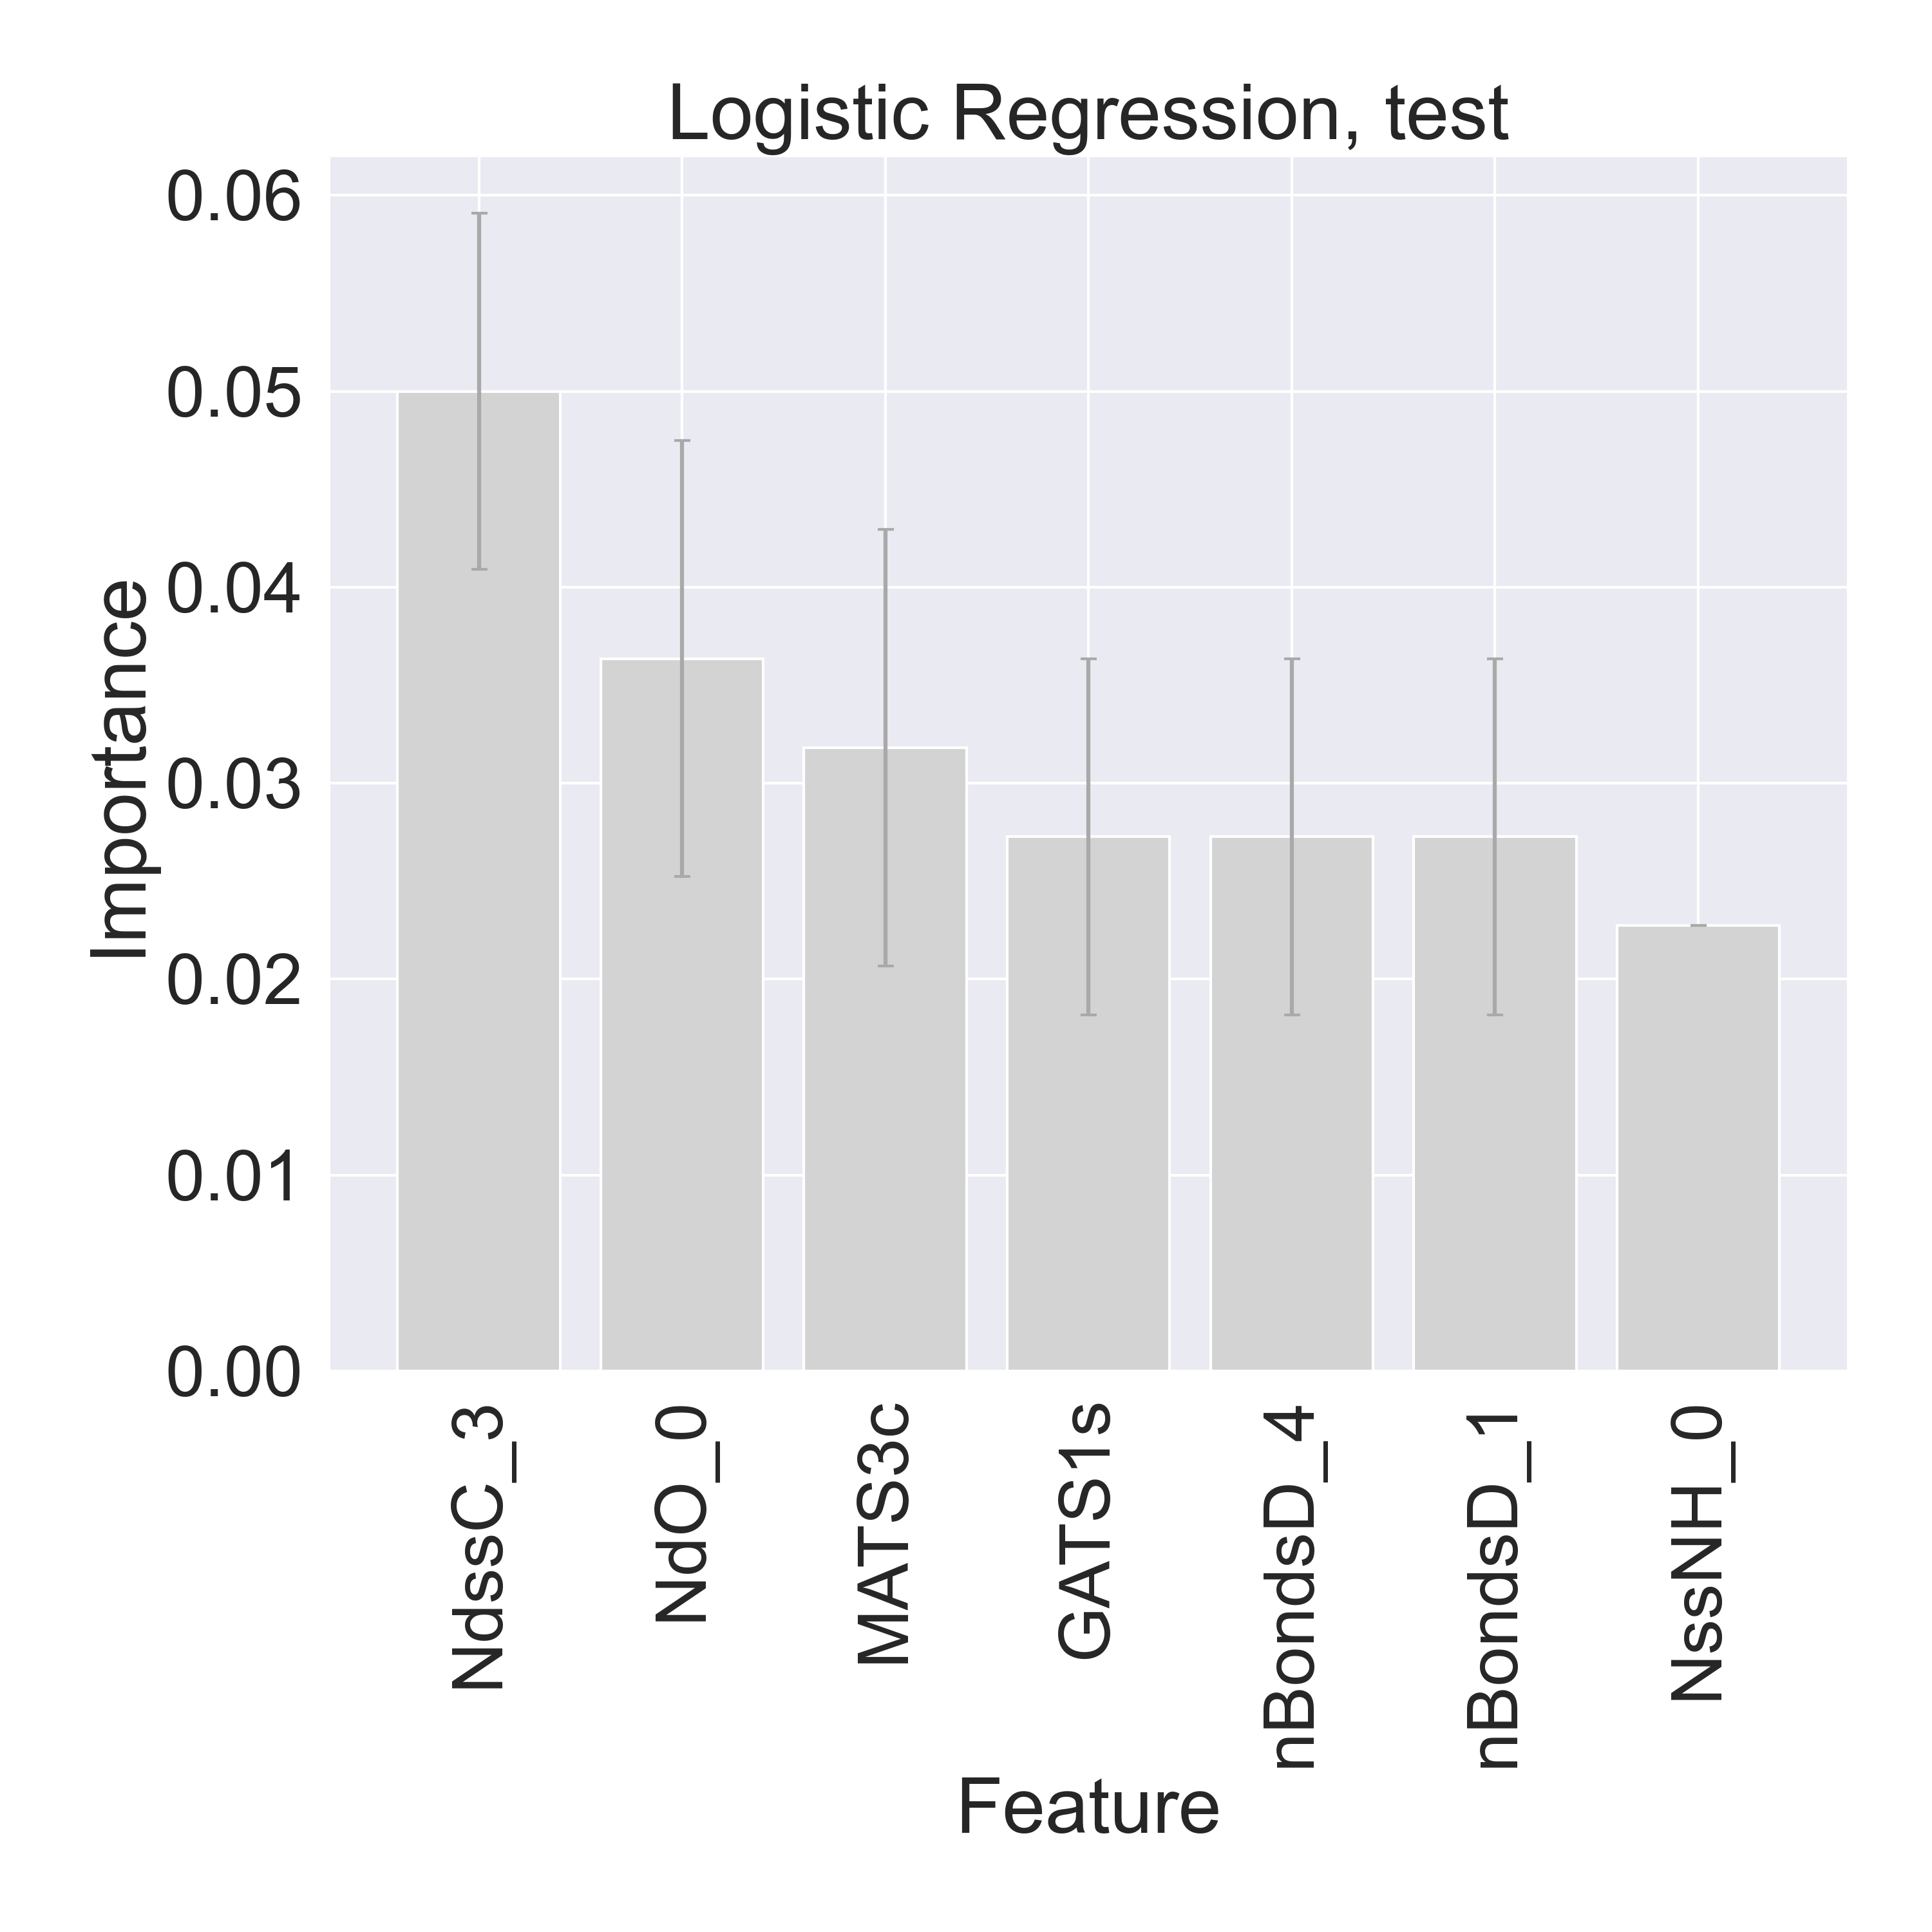 Logistic Regression, test
0.06
0.05
0.04
0.03
0.02
0.01
0.00
Importance
NdssC_3
NdO_0
MATS3c
GATS1s
nBondsD_4
nBondsD_1
NssNH_0
Feature